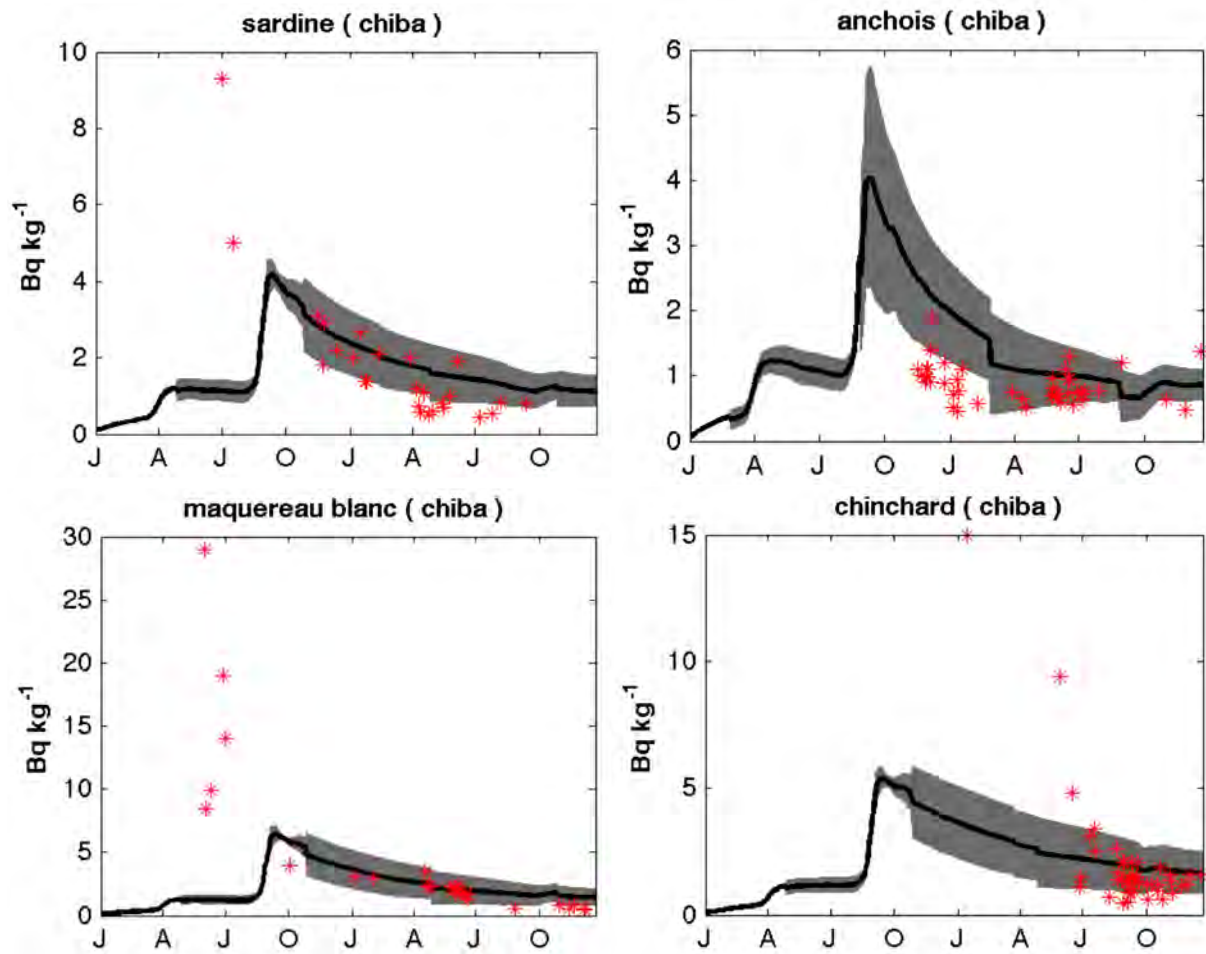 sardine ( chiba )
10
8
6
4
2
0
Bq kg-1
J A J O J A J O
anchois ( chiba )
6
5
4
3
2
1
0
Bq kg-1
J A J O J A J O
maquereau blanc ( chiba )
30
25
20
15
10
5
0
Bq kg-1
J A J O J A J O
chinchard ( chiba )
15
10
5
0
Bq kg-1
J A J O J A J O